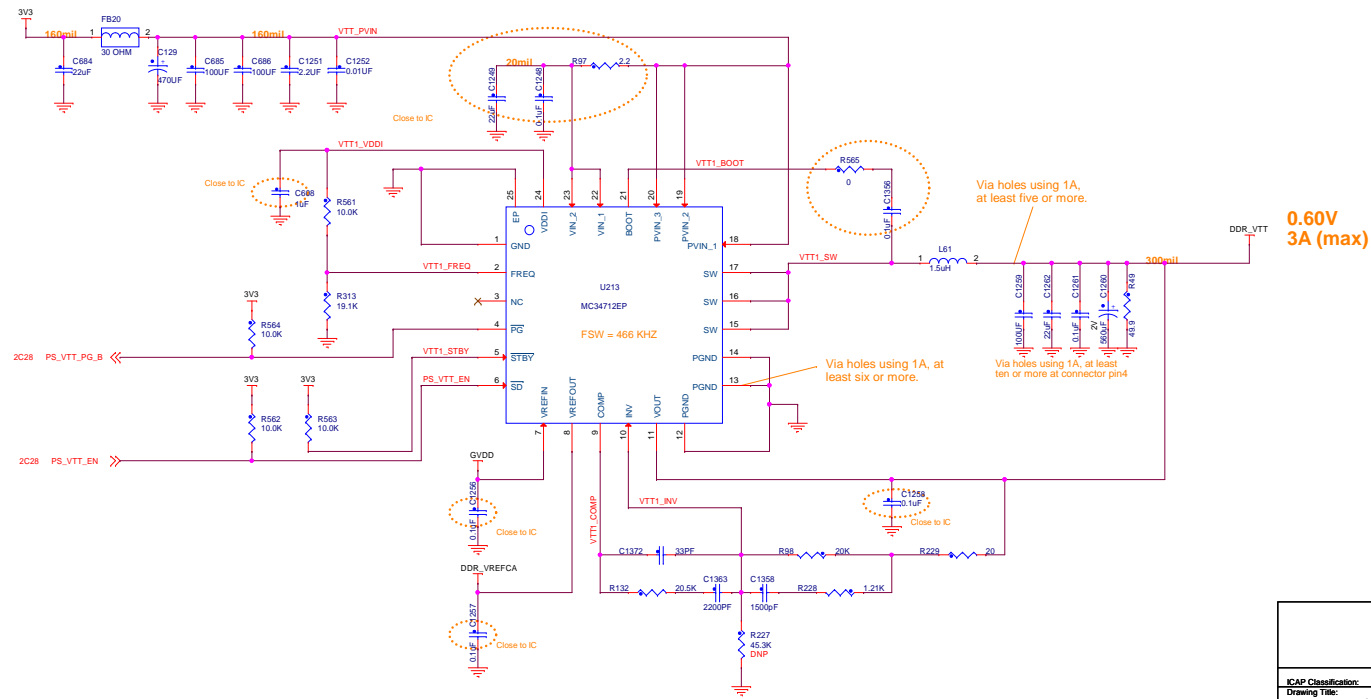 3V3
FB20
160mil
1
2
30 OHM
160mil
VTT_PVIN
C684
22uF
C129
470UF
C685
100UF
C686
100UF
C1251
2.2UF
C1252
0.01UF
20mil
R97
2.2
C1249
22uF
C1248
0.1uF
Close to IC
VTT1_VDDI
Close to IC
C608
1uF
R561
10.0K
VTT1_BOOT
R565
0
C1356
0.1uF
Via holes using 1A,
at least five or more.
0.60V
3A (max)
DDR_VTT
25
24
23
22
21
20
19
EP
VDDI
VIN_2
VIN_1
BOOT
PVIN_3
PVIN_2
1
GND
PVIN_1
18
VTT1_FREQ
2
FREQ
SW
17
VTT1_SW
1
L61
2
1.5uH
300mil
3
NC
U213
MC34712EP
SW
16
R313
19.1K
4
PG
FSW = 466 KHZ
SW
15
C1259
100UF
C1262
22uF
C1261
0.1uF
C1260
2V
560uF
R49
49.9
3V3
R564
10.0K
2C28 PS_VTT_PG_B
VTT1_STBY
5
STBY
PGND
14
Via holes using 1A, at
least six or more.
Via holes using 1A, at least
ten or more at connector pin4
PS_VTT_EN
6
SD
PGND
13
3V3
3V3
R562
10.0K
R563
10.0K
VREFIN
VREFOUT
COMP
INV
VOUT
PGND
7
8
9
10
11
12
2C28 PS_VTT_EN
GVDD
C1256
0.1uF
Close to IC
VTT1_COMP
VTT1_INV
C1258
0.1uF
Close to IC
C1372
33PF
R98
20K
R229
20
DDR_VREFCA
R132
20.5K
C1363
2200PF
C1358
1500pF
R228
1.21K
C1257
0.1uF
Close to IC
R227
45.3K
DNP
ICAP Classification:
Drawing Title: